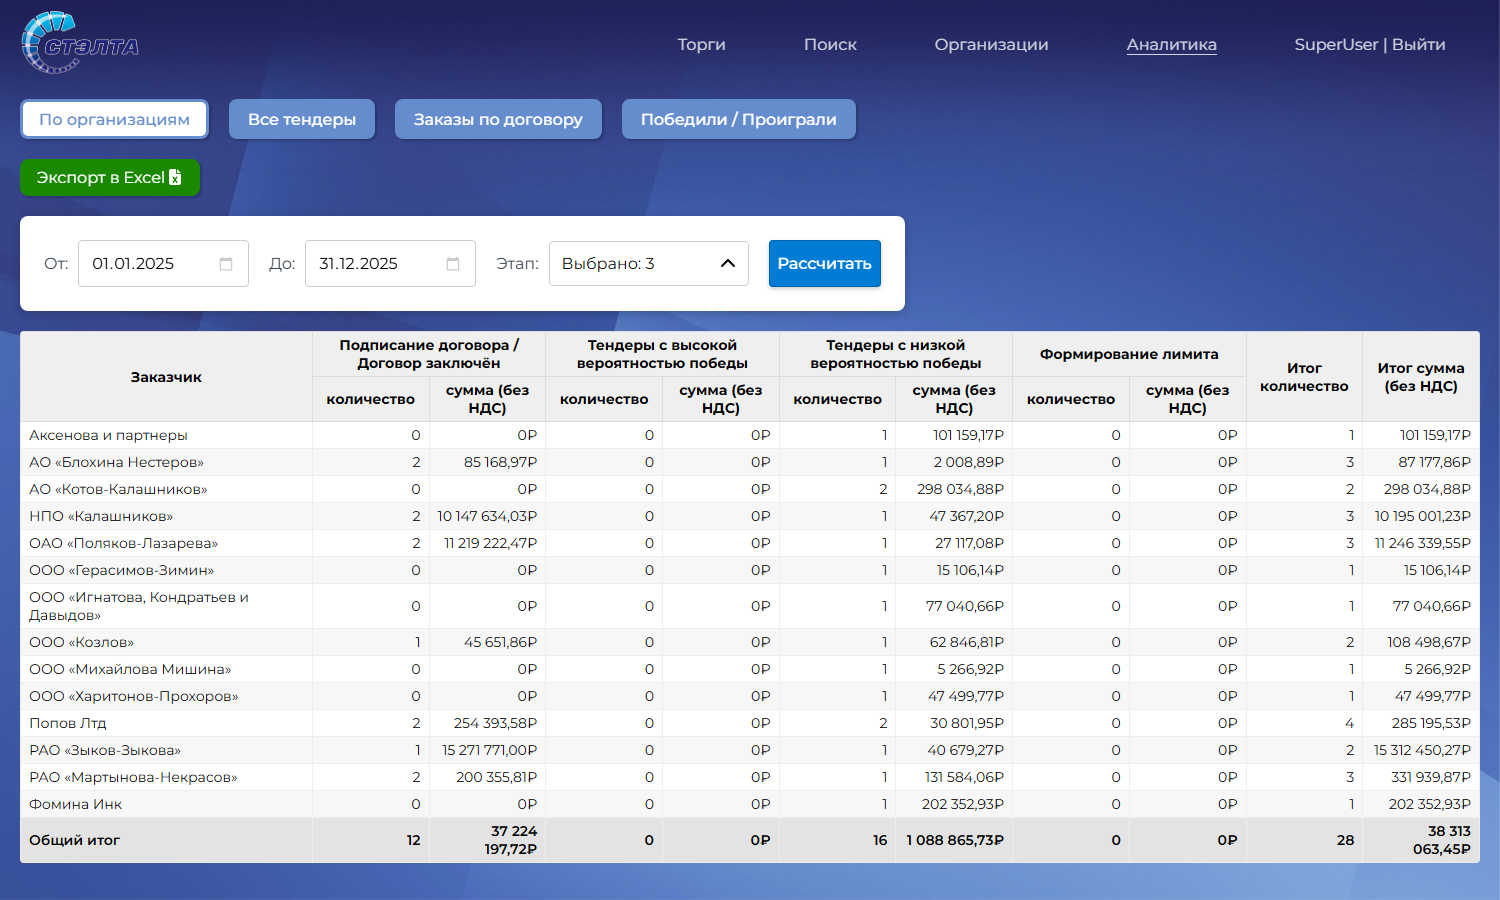 СТЭЛТА
Торги
Поиск
Организации
Аналитика
SuperUser | Выйти
По организациям
Все тендеры
Заказы по договору
Победили / Проиграли
Экспорт в Excel
От: 01.01.2025 До: 31.12.2025 Этап: Выбрано: 3 Рассчитать
Заказчик
Подписание договора /
Договор заключён
Тендеры с высокой
вероятностью победы
Тендеры с низкой
вероятностью победы
Формирование лимита
Итог
количество
Итог сумма
(без НДС)
количество
сумма (без
НДС)
количество
сумма (без
НДС)
количество
сумма (без
НДС)
количество
сумма (без
НДС)
Аксенова и партнеры 0 0₽ 0 0₽ 1 101 159,17₽ 0 0₽ 1 101 159,17₽
АО «Блохина Нестеров» 2 85 168,97₽ 0 0₽ 1 2 008,89₽ 0 0₽ 3 87 177,86₽
АО «Котов-Калашников» 0 0₽ 0 0₽ 2 298 034,88₽ 0 0₽ 2 298 034,88₽
НПО «Калашников» 2 10 147 634,03₽ 0 0₽ 1 47 367,20₽ 0 0₽ 3 10 195 001,23₽
ОАО «Поляков-Лазарева» 2 11 219 222,47₽ 0 0₽ 1 27 117,08₽ 0 0₽ 3 11 246 339,55₽
ООО «Герасимов-Зимин» 0 0₽ 0 0₽ 1 15 106,14₽ 0 0₽ 1 15 106,14₽
ООО «Игнатова, Кондратьев и
Давыдов» 0 0₽ 0 0₽ 1 77 040,66₽ 0 0₽ 1 77 040,66₽
ООО «Козлов» 1 45 651,86₽ 0 0₽ 1 62 846,81₽ 0 0₽ 2 108 498,67₽
ООО «Михайлова Мишина» 0 0₽ 0 0₽ 1 5 266,92₽ 0 0₽ 1 5 266,92₽
ООО «Харитонов-Прохоров» 0 0₽ 0 0₽ 1 47 499,77₽ 0 0₽ 1 47 499,77₽
Попов Лтд 2 254 393,58₽ 0 0₽ 2 30 801,95₽ 0 0₽ 4 285 195,53₽
РАО «Зыков-Зыкова» 1 15 271 771,00₽ 0 0₽ 1 40 679,27₽ 0 0₽ 2 15 312 450,27₽
РАО «Мартынова-Некрасов» 2 200 355,81₽ 0 0₽ 1 131 584,06₽ 0 0₽ 3 331 939,87₽
Фомина Инк 0 0₽ 0 0₽ 1 202 352,93₽ 0 0₽ 1 202 352,93₽
Общий итог 12 37 224
197,72₽ 0 0₽ 16 1 088 865,73₽ 0 0₽ 28 38 313
063,45₽